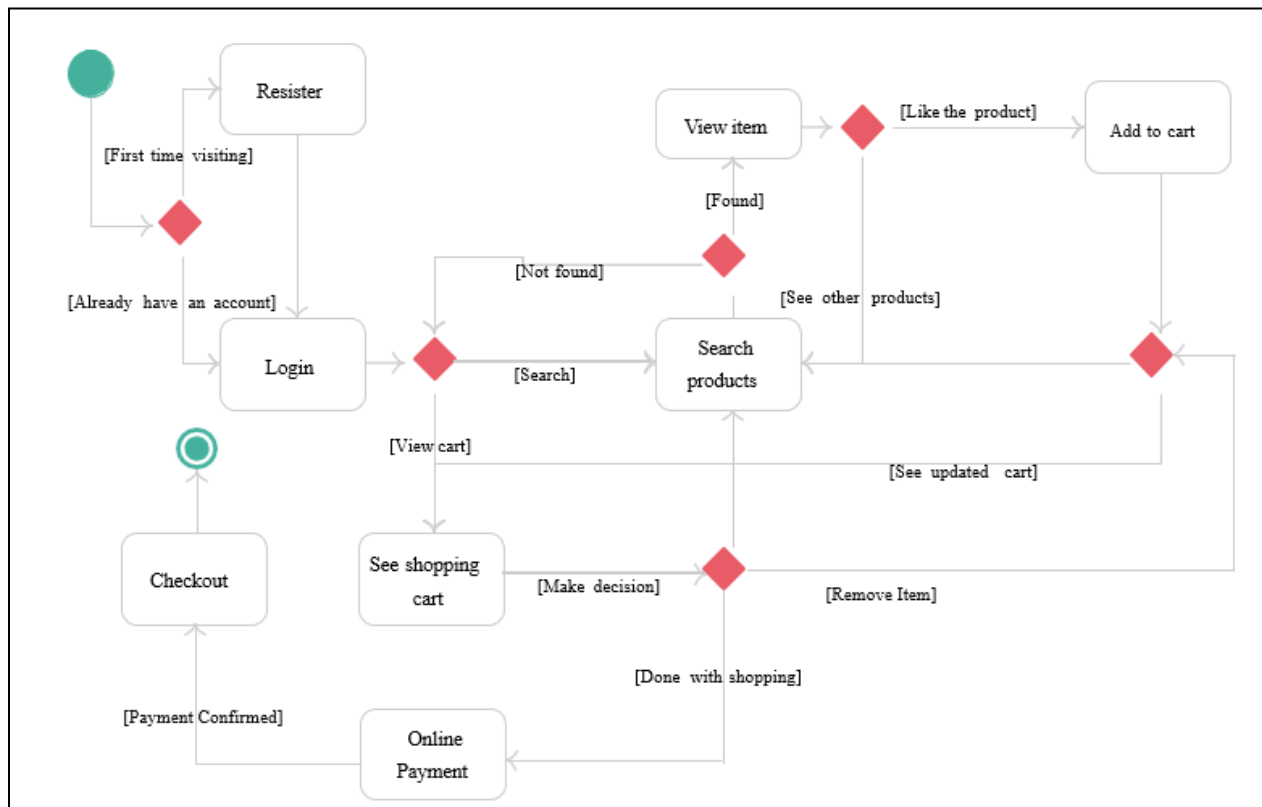 Resister
[First time visiting]
[Already have an account]
Login
View item
[Like the product]
Add to cart
[Found]
[Not found]
[See other products]
[Search]
Search
products
[View cart]
[See updated cart]
Checkout
See shopping
cart
[Make decision]
[Remove Item]
[Done with shopping]
[Payment Confirmed]
Online
Payment